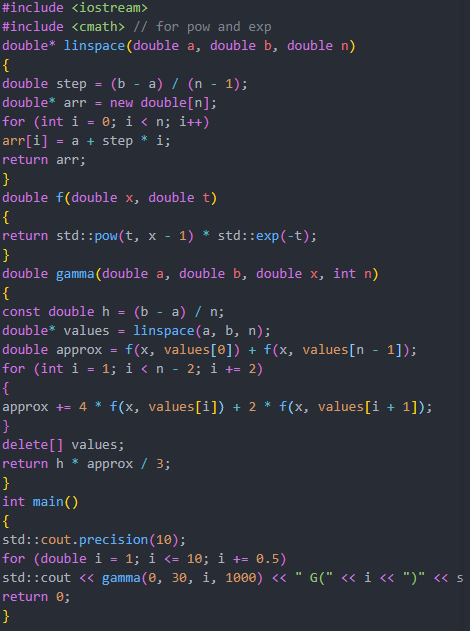 #include <iostream>
#include <cmath> // for pow and exp
double* linspace(double a, double b, double n)
{
double step = (b - a) / (n - 1);
double* arr = new double[n];
for (int i = 0; i < n; i++)
arr[i] = a + step * i;
return arr;
}
double f(double x, double t)
{
return std::pow(t, x - 1) * std::exp(-t);
}
double gamma(double a, double b, double x, int n)
{
const double h = (b - a) / n;
double* values = linspace(a, b, n);
double approx = f(x, values[0]) + f(x, values[n - 1]);
for (int i = 1; i < n - 2; i += 2)
{
approx += 4 * f(x, values[i]) + 2 * f(x, values[i + 1]);
}
delete[] values;
return h * approx / 3;
}
int main()
{
std::cout.precision(10);
for (double i = 1; i <= 10; i += 0.5)
std::cout << gamma(0, 30, i, 1000) << " G(" << i << ")" << s
return 0;
}